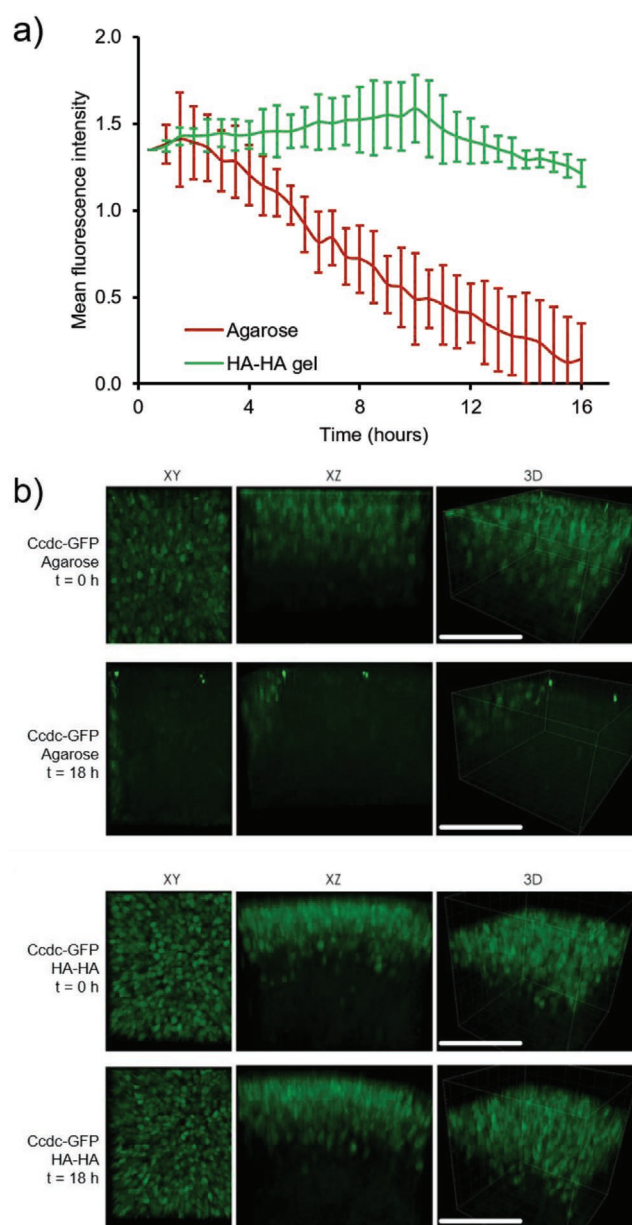 a)
2.0
1.5
1.0
0.5
0.0
Mean fluorescence intensity
Agarose
HA-HA gel
0 4 8 12 16
Time (hours)
b)
XY XZ 3D
Ccdc-GFP
Agarose
t = 0 h
Ccdc-GFP
Agarose
t = 18 h
XY XZ 3D
Ccdc-GFP
HA-HA
t = 0 h
Ccdc-GFP
HA-HA
t = 18 h